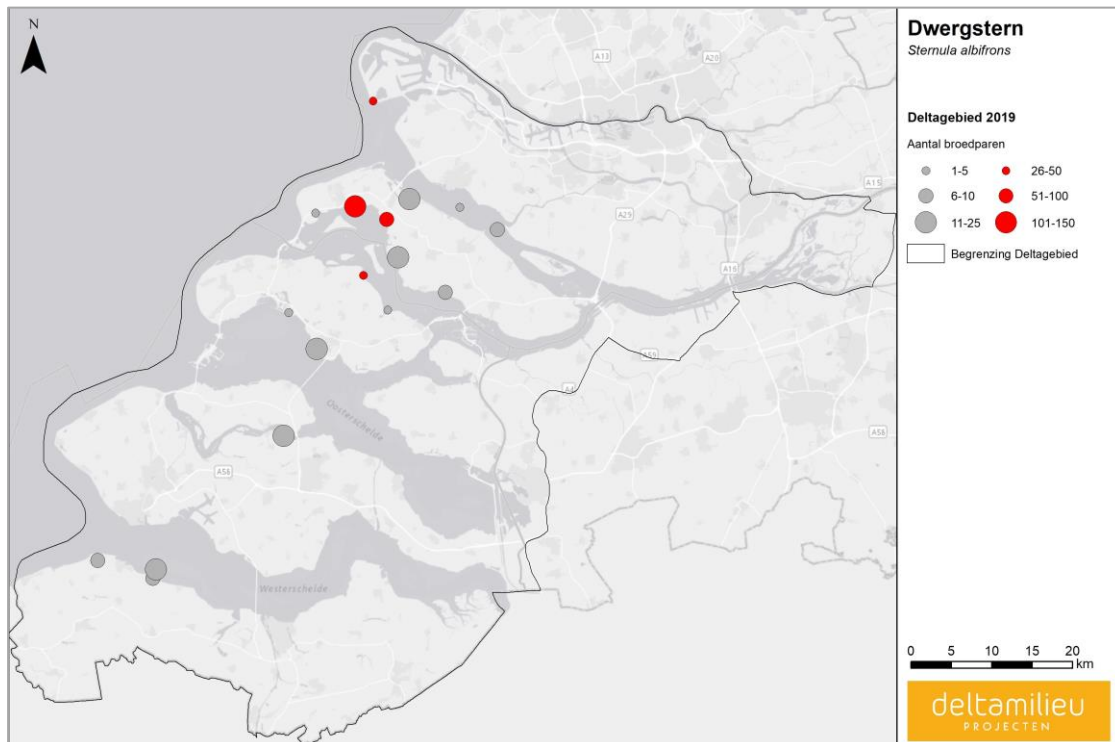 N
Dwergstern
Sternula albifrons
Deltagebied 2019
Aantal broedparen
1-5
26-50
6-10
51-100
11-25
101-150
Begrenzing Deltagebied
A13
A20
A15
A29
A16
A59
A4
A58
Oosterschelde
A58
Westerschelde
0 5 10 15 20
km
deltamilieu
PROJECTEN